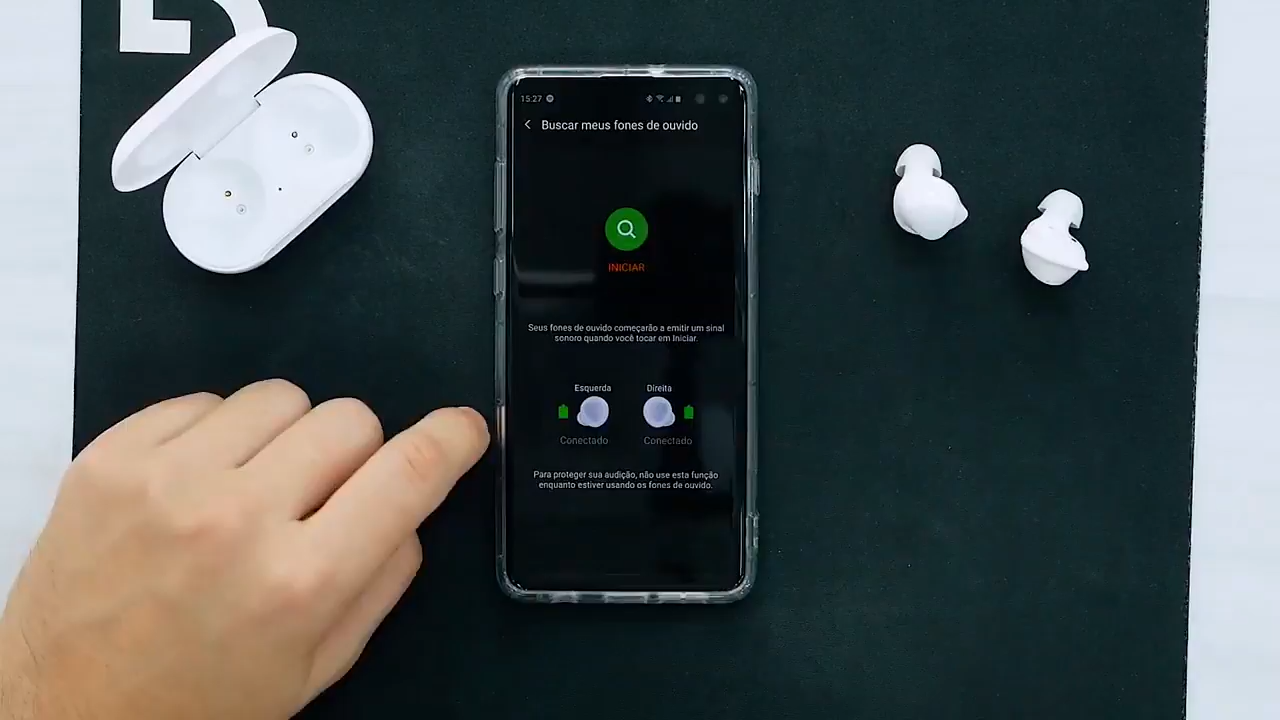 15:27
Buscar meus fones de ouvido
INICIAR
Seus fones de ouvido começarão a emitir um sinal
sonoro quando você tocar em Iniciar.
Esquerda Direita
Conectado Conectado
Para proteger sua audição, não use esta função
enquanto estiver usando os fones de ouvido.